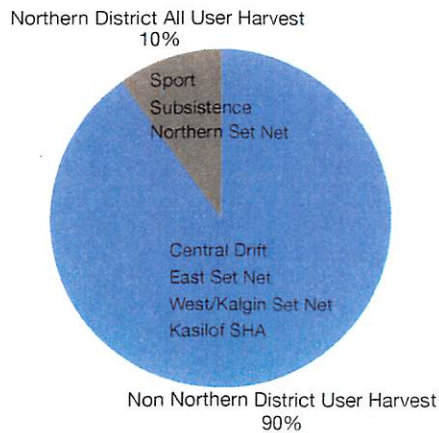 Northern District All User Harvest
10%
Sport
Subsistence
Northern Set Net
Central Drift
East Set Net
West/Kalgin Set Net
Kasilof SHA
Non Northern District User Harvest
90%